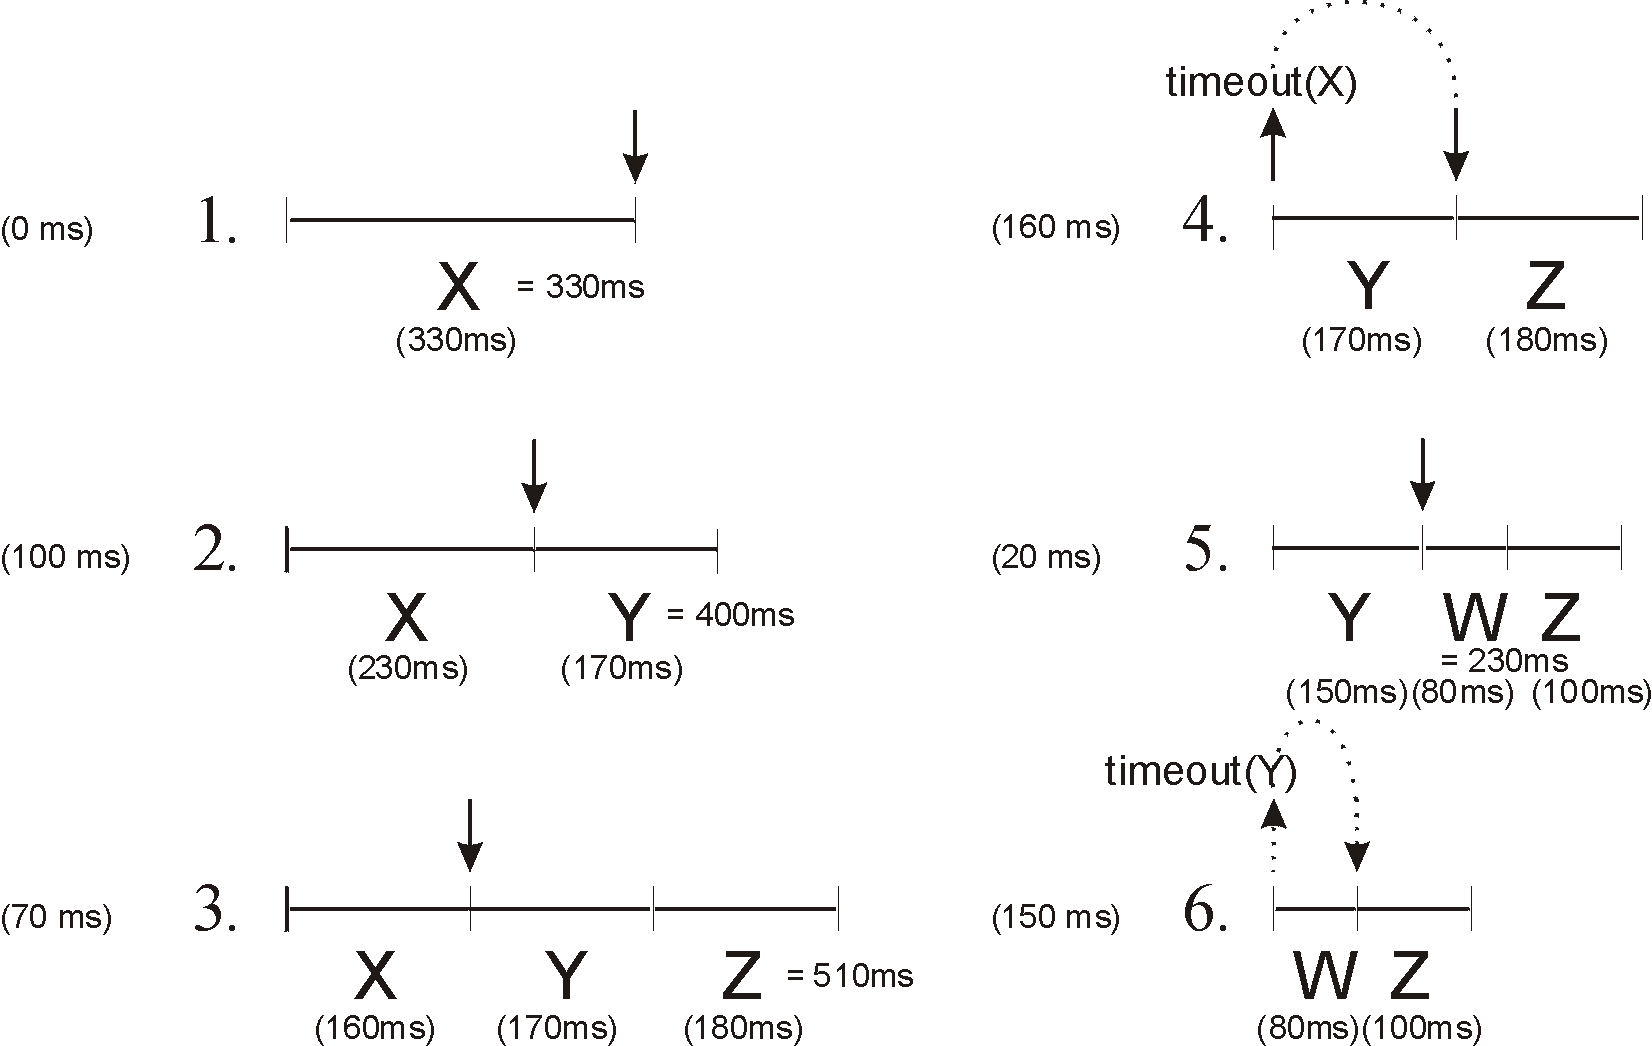 (0 ms) 1.
X = 330ms
(330ms)
(100 ms) 2.
X Y = 400ms
(230ms) (170ms)
(70 ms) 3.
X Y Z = 510ms
(160ms) (170ms) (180ms)
timeout(X)
(160 ms) 4.
Y Z
(170ms) (180ms)
(20 ms) 5.
Y W Z
= 230ms
(150ms) (80ms) (100ms)
timeout(Y)
(150 ms) 6.
W Z
(80ms) (100ms)